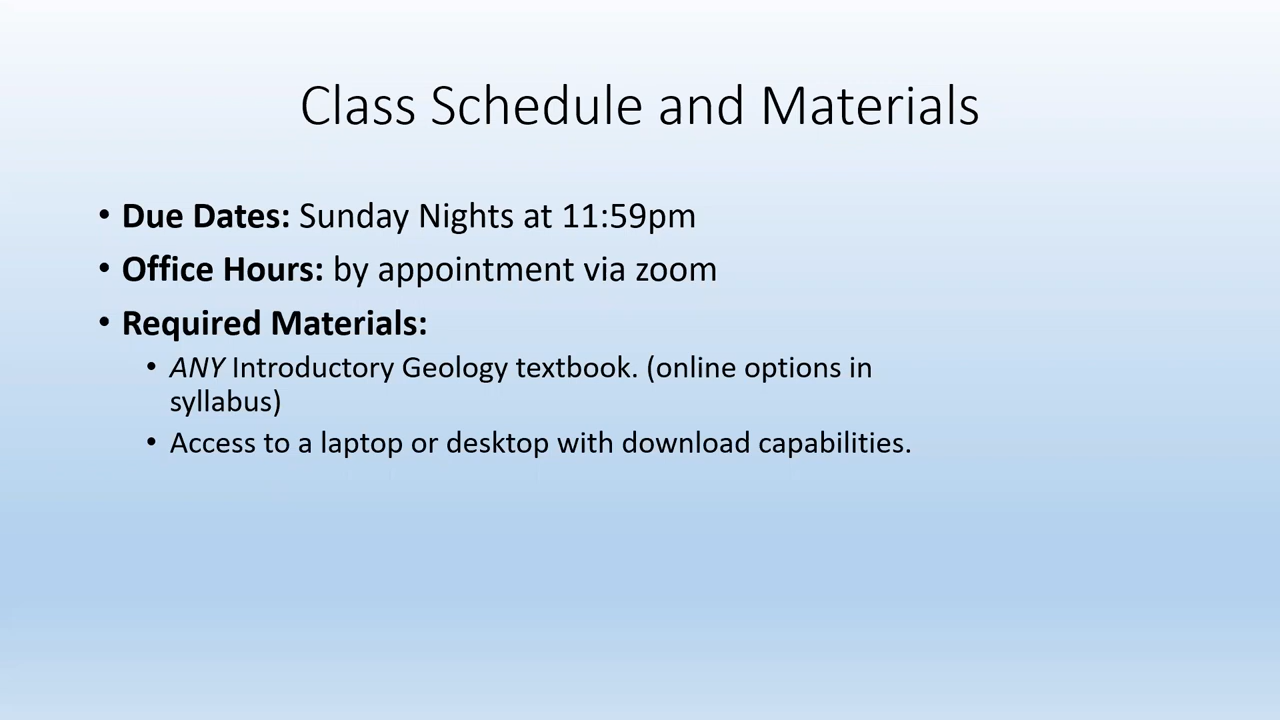 Class Schedule and Materials
• Due Dates: Sunday Nights at 11:59pm
• Office Hours: by appointment via zoom
• Required Materials:
• ANY Introductory Geology textbook. (online options in
syllabus)
• Access to a laptop or desktop with download capabilities.